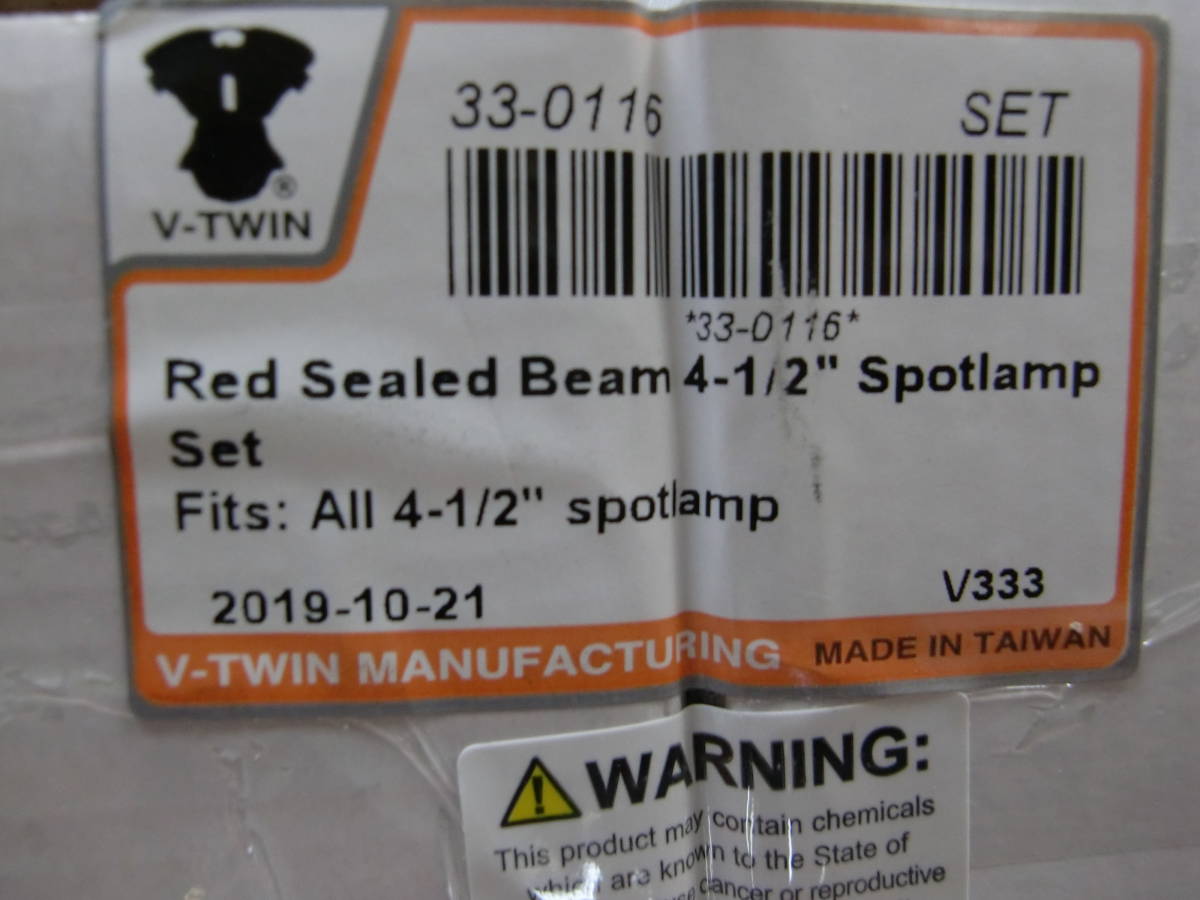 33-0116 SET
®
V-TWIN
*33-0116*
Red Sealed Beam 4-1/2" Spotlamp
Set
Fits: All 4-1/2" spotlamp
2019-10-21 V333
V-TWIN MANUFACTURING MADE IN TAIWAN
WARNING:
This product may contain chemicals
which are known to the State of
cancer or reproductive